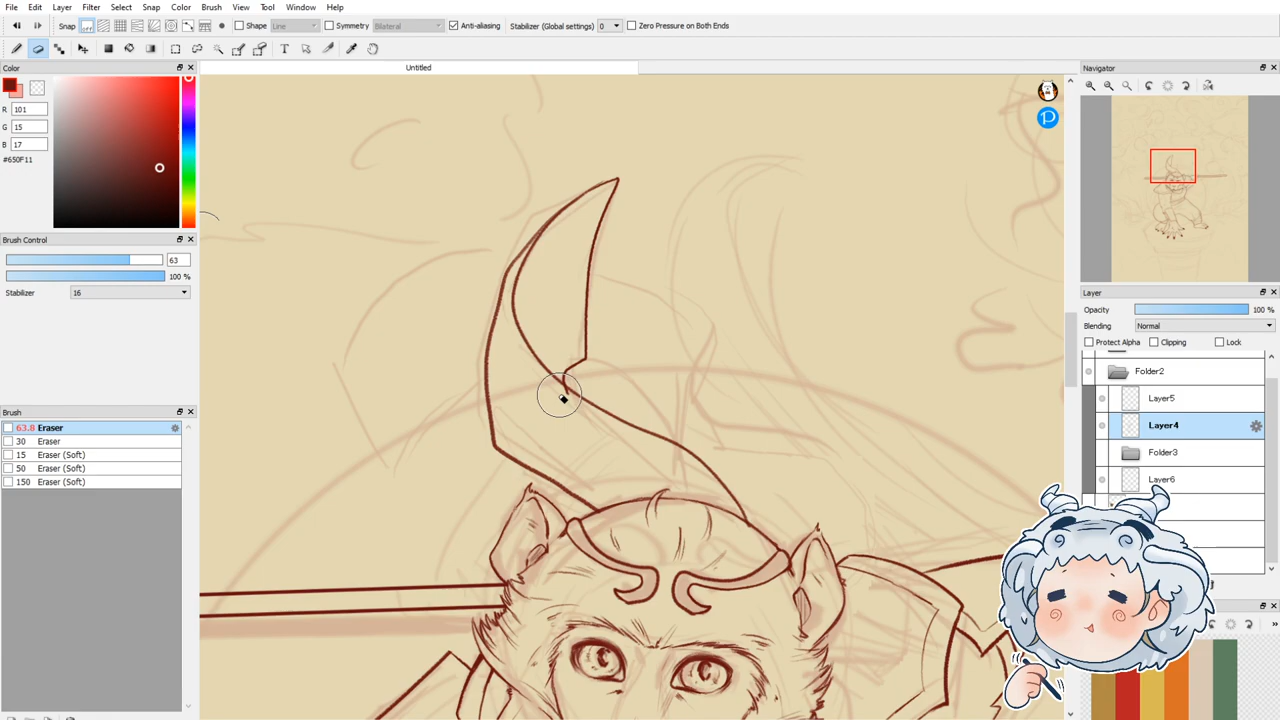 File Edit Layer Filter Select Snap Color Brush View Tool Window Help
Snap off Shape Line Symmetry Bilateral Anti-aliasing Stabilizer (Global settings) 0 Zero Pressure on Both Ends
T
Color
Untitled
Navigator
R 101
G 15
B 17
#650F11
Brush Control
63
100 %
Stabilizer 16
Layer
Opacity 100 %
Blending Normal
Protect Alpha Clipping Lock
Folder2
Layer5
Layer4
Folder3
Layer6
Brush
63.8 Eraser
30 Eraser
15 Eraser (Soft)
50 Eraser (Soft)
150 Eraser (Soft)